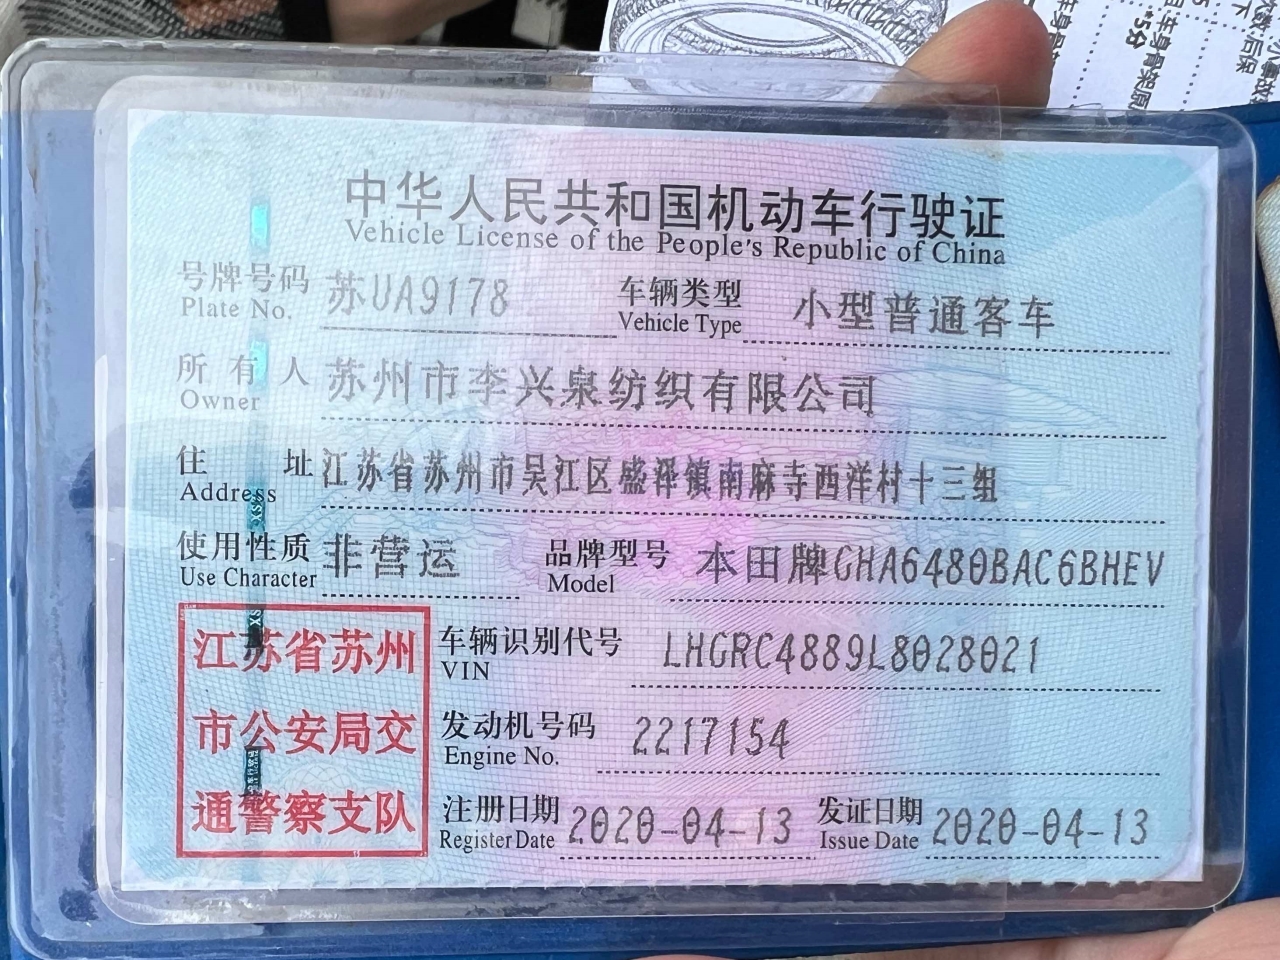 中华人民共和国机动车行驶证
Vehicle License of the People's Republic of China
号牌号码 苏UA9178 车辆类型 小型普通客车
Plate No. Vehicle Type
所有人 苏州市李兴泉纺织有限公司
Owner
住址 江苏省苏州市吴江区盛泽镇南麻寺西洋村十三组
Address
使用性质 非营运 品牌型号 本田牌GHA6480BAC6BHEV
Use Character Model
江苏省苏州
市公安局交
通警察支队
车辆识别代号 LHGRC4889L8028021
VIN
发动机号码 2217154
Engine No.
注册日期 2020-04-13 发证日期 2020-04-13
Register Date Issue Date